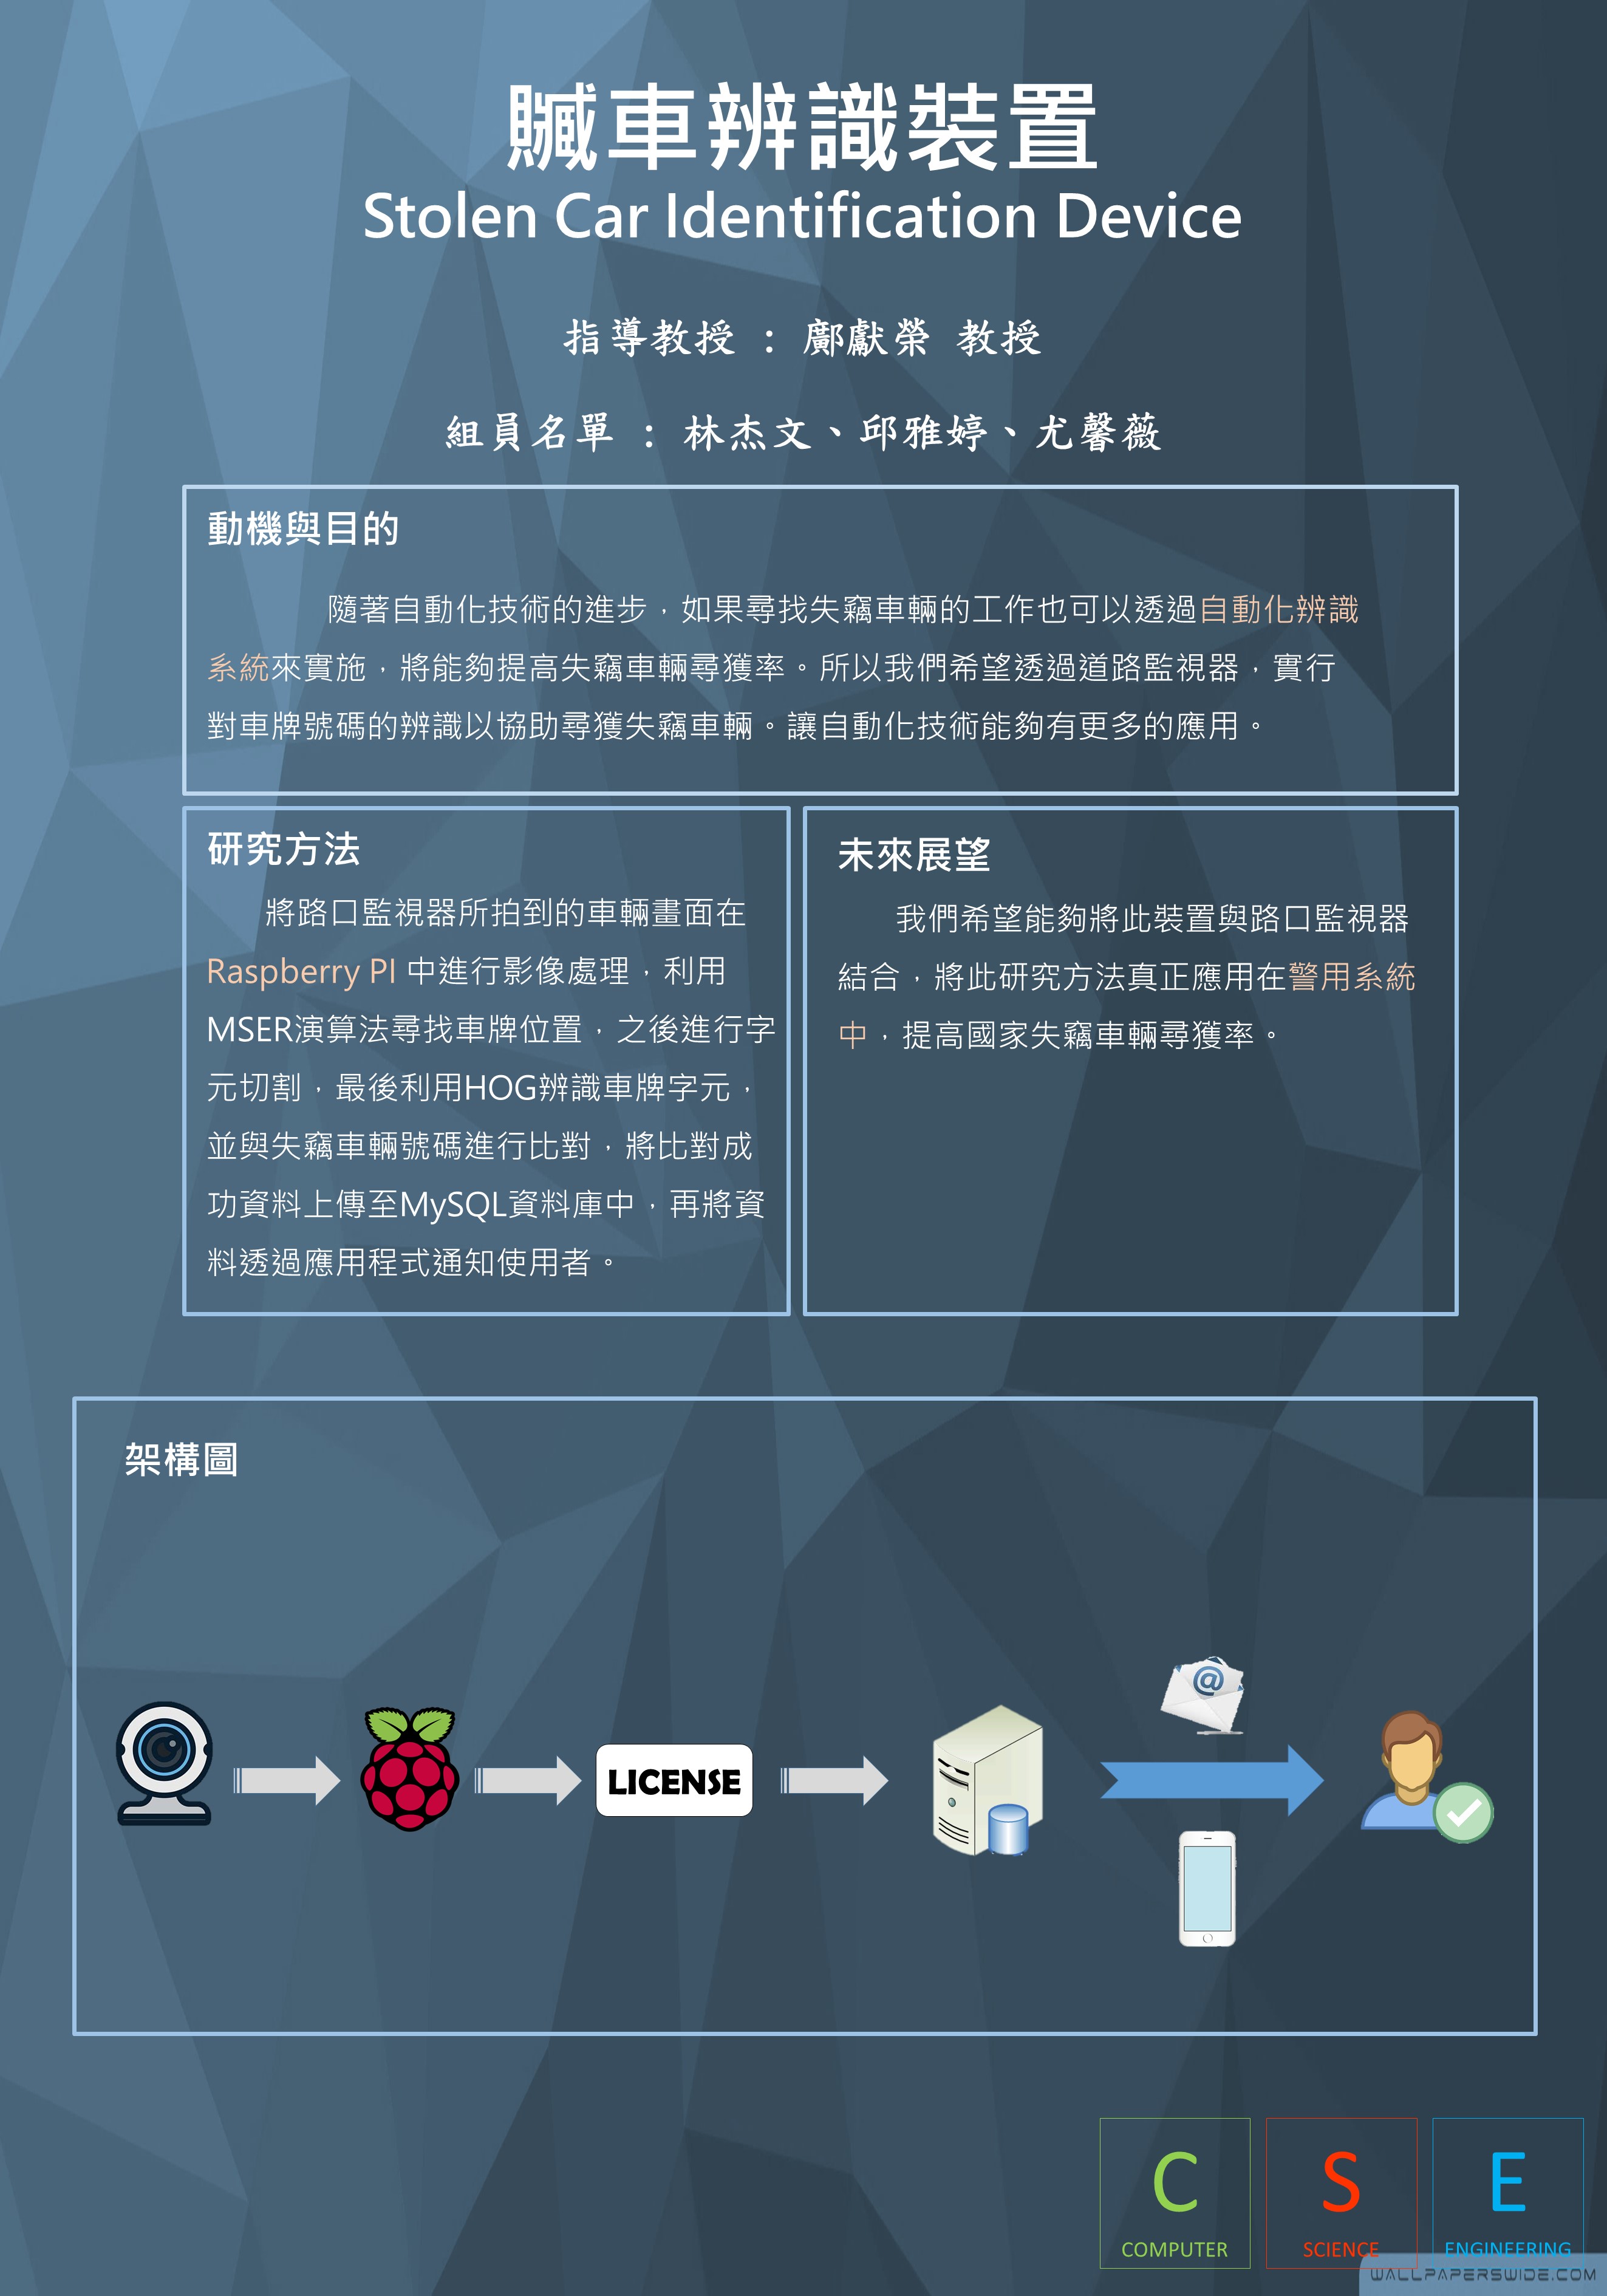 贓車辨識裝置
Stolen Car Identification Device
指導教授 : 鄺獻榮 教授
組員名單 : 林杰文、邱雅婷、尤馨薇
動機與目的
隨著自動化技術的進步，如果尋找失竊車輛的工作也可以透過自動化辨識
系統來實施，將能夠提高失竊車輛尋獲率。所以我們希望透過道路監視器，實行
對車牌號碼的辨識以協助尋獲失竊車輛。讓自動化技術能夠有更多的應用。
研究方法
將路口監視器所拍到的車輛畫面在
Raspberry PI 中進行影像處理，利用
MSER演算法尋找車牌位置，之後進行字
元切割，最後利用HOG辨識車牌字元，
並與失竊車輛號碼進行比對，將比對成
功資料上傳至MySQL資料庫中，再將資
料透過應用程式通知使用者。
未來展望
我們希望能夠將此裝置與路口監視器
結合，將此研究方法真正應用在警用系統
中，提高國家失竊車輛尋獲率。
架構圖
@
LICENSE
C
COMPUTER
S
SCIENCE
E
ENGINEERING
WALLPAPERSWIDE.COM